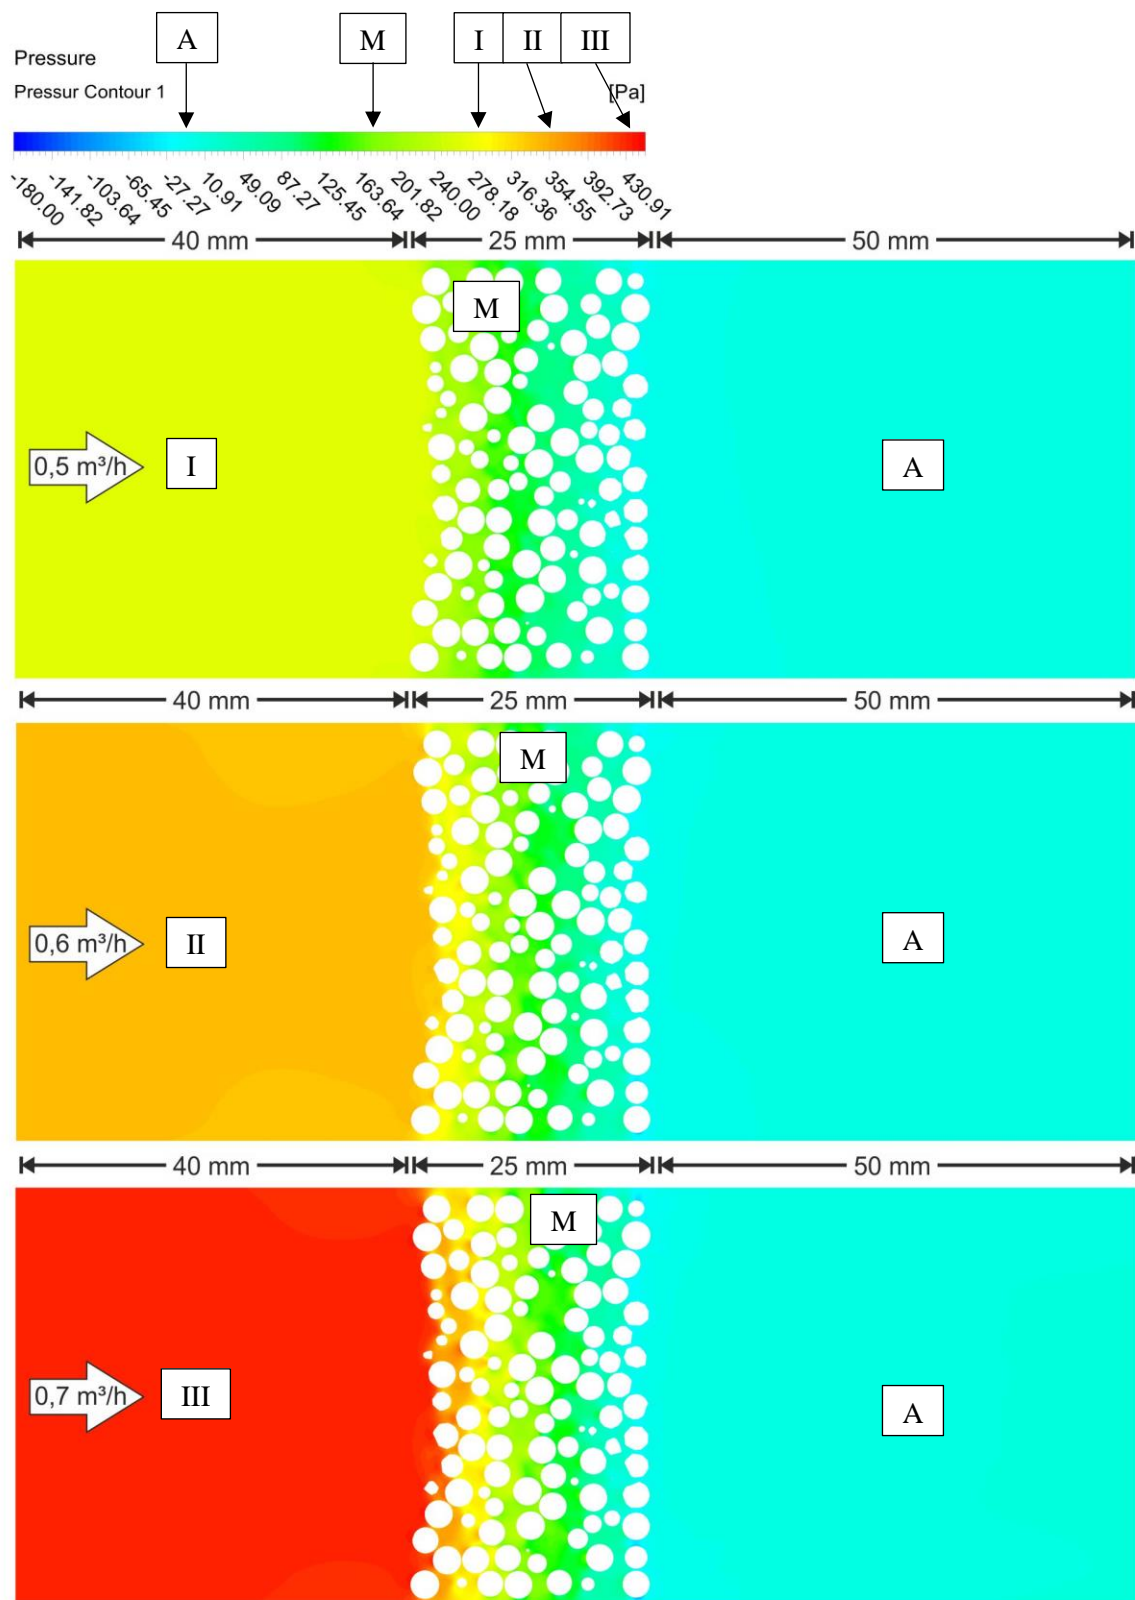 A M I II III
Pressure
Pressur Contour 1 [Pa]
-180.00 -141.82 -103.64 -65.45 -27.27 10.91 49.09 87.27 125.45 163.64 201.82 240.00 278.18 316.36 354.55 392.73 430.91
40 mm 25 mm 50 mm
M
0,5 m³/h I A
40 mm 25 mm 50 mm
M
0,6 m³/h II A
40 mm 25 mm 50 mm
M
0,7 m³/h III A